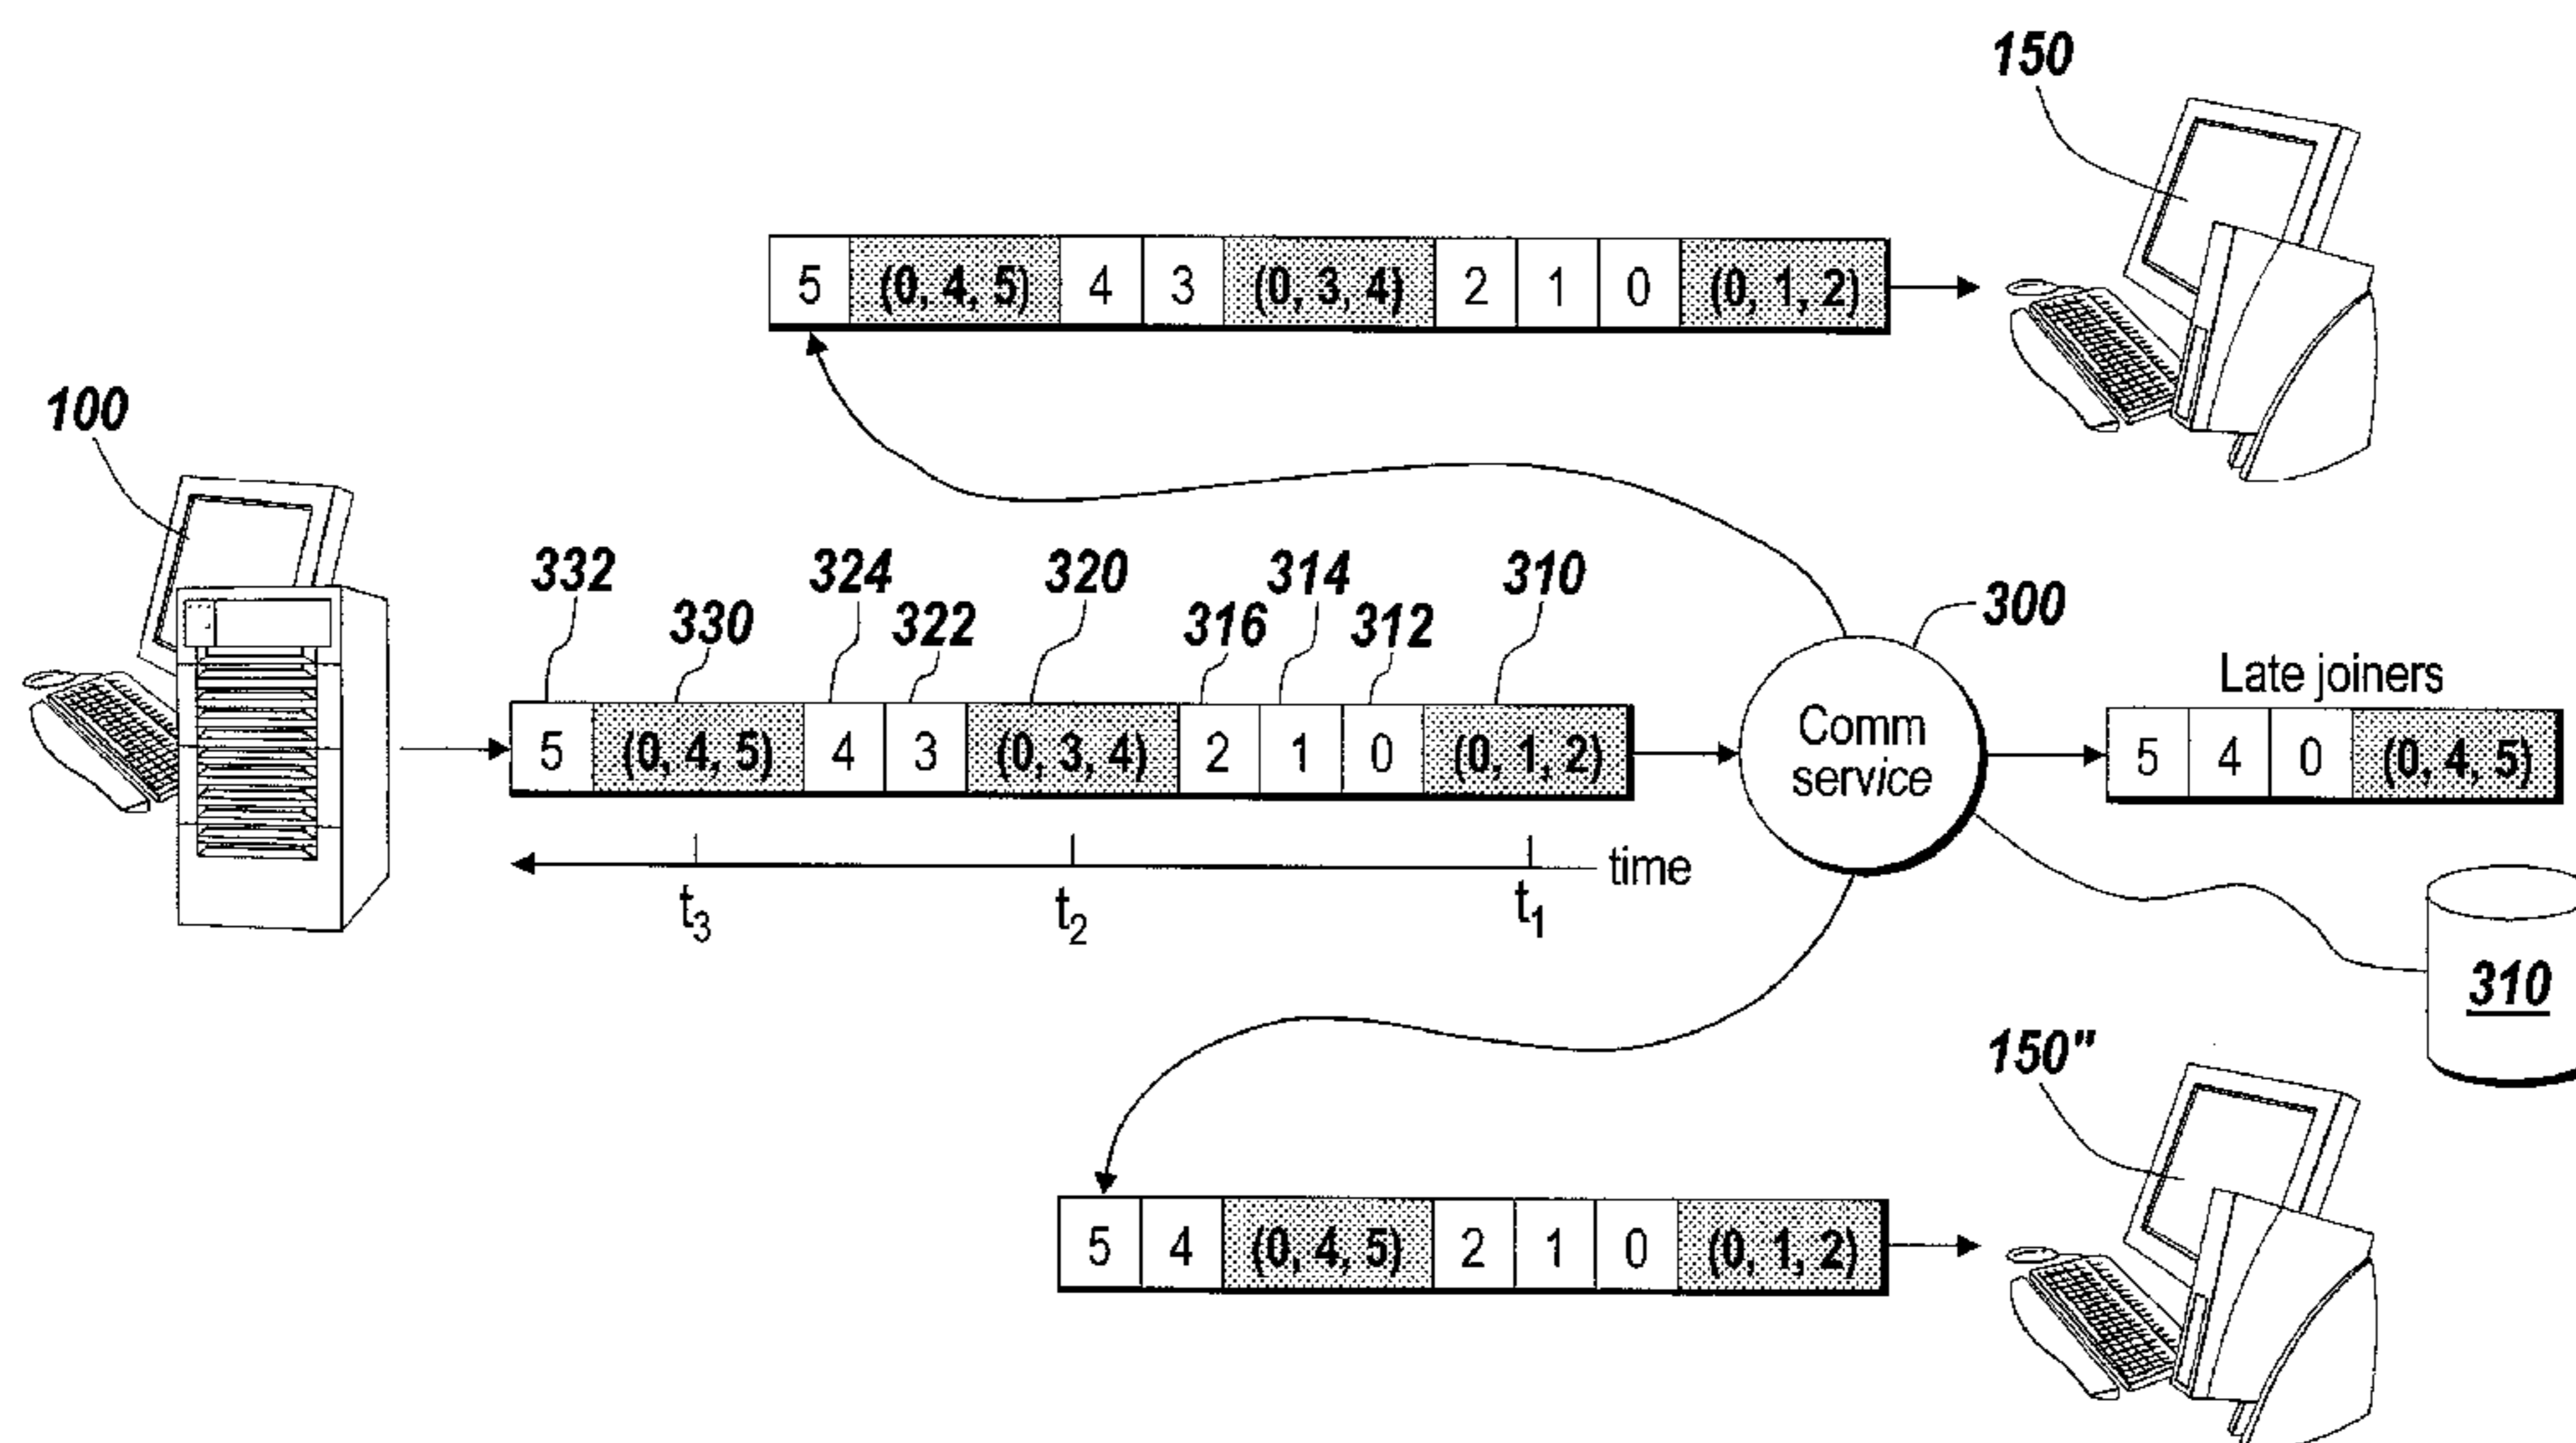 150
5 (0, 4, 5) 4 3 (0, 3, 4) 2 1 0 (0, 1, 2)
100
332 324 320 314 310
330 322 316 312
300
Late joiners
5 (0, 4, 5) 4 3 (0, 3, 4) 2 1 0 (0, 1, 2)
Comm
service
5 4 0 (0, 4, 5)
time
t3 t2 t1
310
150"
5 4 (0, 4, 5) 2 1 0 (0, 1, 2)